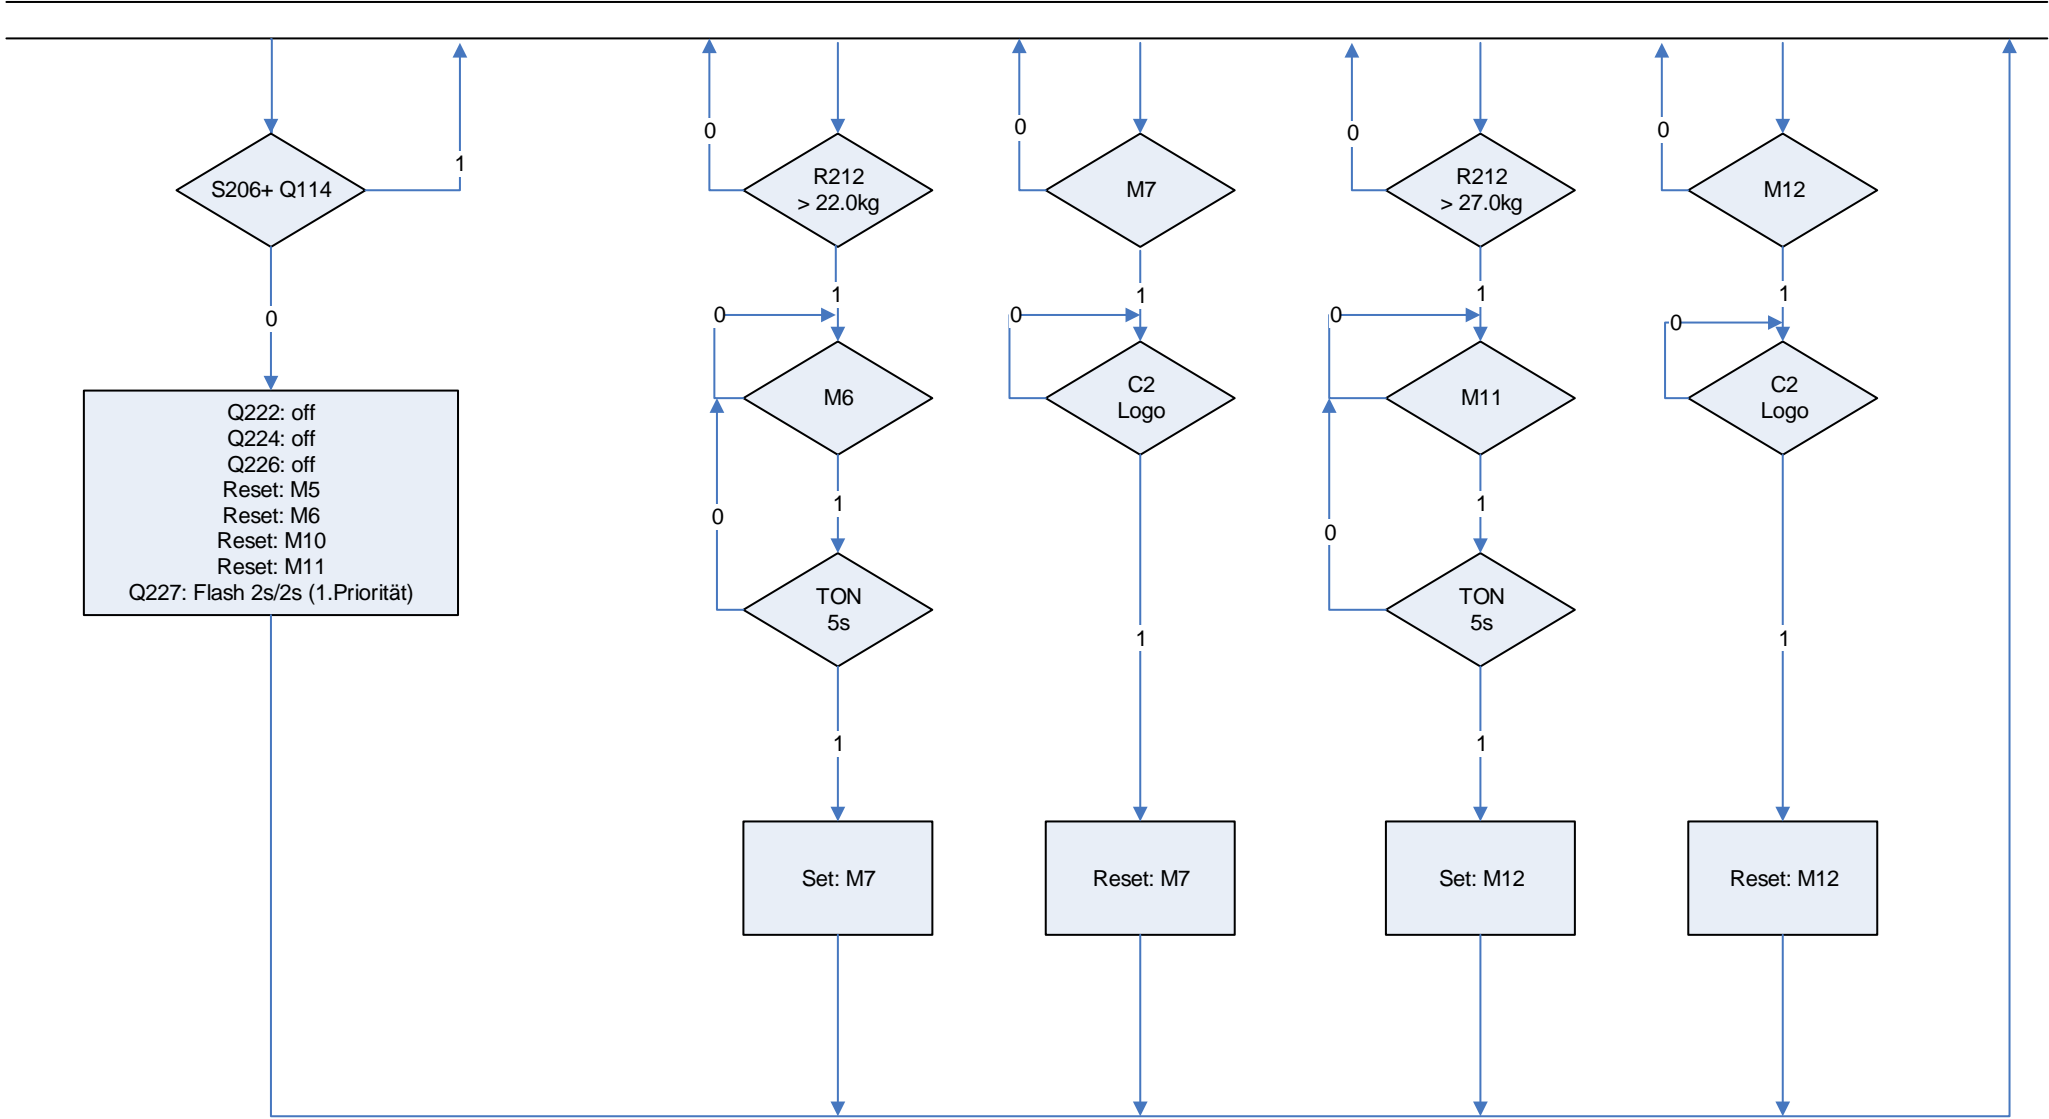 S206+ Q114
1
0
Q222: off
Q224: off
Q226: off
Reset: M5
Reset: M6
Reset: M10
Reset: M11
Q227: Flash 2s/2s (1.Priorität)
R212
> 22.0kg
0
1
0
M6
1
0
TON
5s
1
Set: M7
M7
0
1
0
C2
Logo
1
Reset: M7
R212
> 27.0kg
0
1
0
M11
1
0
TON
5s
1
Set: M12
M12
0
1
0
C2
Logo
1
Reset: M12